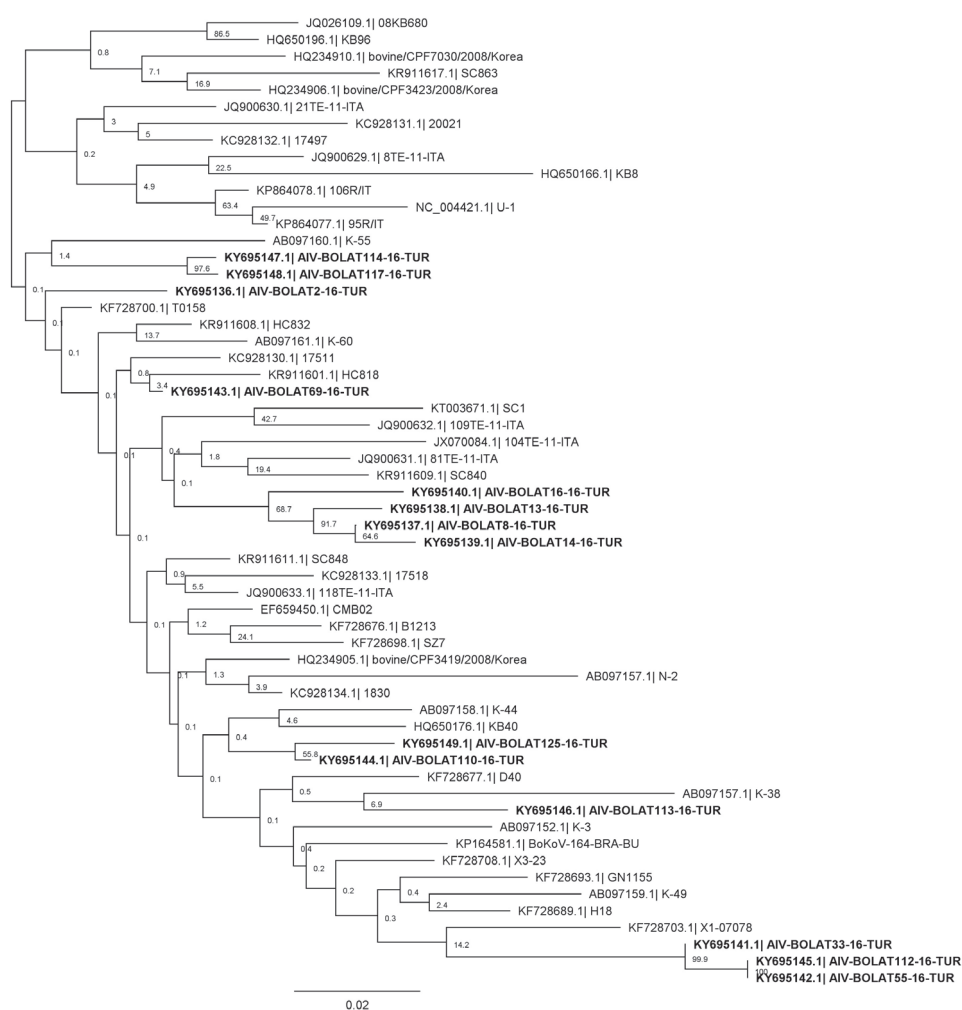 JQ026109.1| 08KB680
86.5
HQ650196.1| KB96
0.8
HQ234910.1| bovine/CPF7030/2008/Korea
7.1
KR911617.1| SC863
16.9
HQ234906.1| bovine/CPF3423/2008/Korea
JQ900630.1| 21TE-11-ITA
3
KC928131.1| 20021
5
KC928132.1| 17497
0.2
JQ900629.1| 8TE-11-ITA
22.5
HQ650166.1| KB8
4.9
KP864078.1| 106R/IT
63.4
NC_004421.1| U-1
49.7
KP864077.1| 95R/IT
AB097160.1| K-55
1.4
KY695147.1| AIV-BOLAT114-16-TUR
97.6
KY695148.1| AIV-BOLAT117-16-TUR
0.1
KY695136.1| AIV-BOLAT2-16-TUR
0.1
KF728700.1| T0158
0.1
KR911608.1| HC832
13.7
AB097161.1| K-60
KC928130.1| 17511
0.8
KR911601.1| HC818
3.4
KY695143.1| AIV-BOLAT69-16-TUR
0.1
KT003671.1| SC1
42.7
JQ900632.1| 109TE-11-ITA
JX070084.1| 104TE-11-ITA
0.4
0.1
1.8
JQ900631.1| 81TE-11-ITA
19.4
KR911609.1| SC840
0.1
KY695140.1| AIV-BOLAT16-16-TUR
68.7
KY695138.1| AIV-BOLAT13-16-TUR
91.7
KY695137.1| AIV-BOLAT8-16-TUR
64.6
KY695139.1| AIV-BOLAT14-16-TUR
0.1
KR911611.1| SC848
0.9
KC928133.1| 17518
5.5
JQ900633.1| 118TE-11-ITA
EF659450.1| CMB02
0.1
1.2
KF728676.1| B1213
24.1
KF728698.1| SZ7
HQ234905.1| bovine/CPF3419/2008/Korea
0.1
1.3
AB097157.1| N-2
3.9
KC928134.1| 1830
AB097158.1| K-44
0.1
4.6
HQ650176.1| KB40
0.4
KY695149.1| AIV-BOLAT125-16-TUR
55.8
KY695144.1| AIV-BOLAT110-16-TUR
0.1
KF728677.1| D40
0.5
AB097157.1| K-38
6.9
KY695146.1| AIV-BOLAT113-16-TUR
0.1
AB097152.1| K-3
KP164581.1| BoKoV-164-BRA-BU
0.4
KF728708.1| X3-23
0.2
KF728693.1| GN1155
0.2
0.4
AB097159.1| K-49
2.4
KF728689.1| H18
0.3
KF728703.1| X1-07078
14.2
KY695141.1| AIV-BOLAT33-16-TUR
99.9
KY695145.1| AIV-BOLAT112-16-TUR
100
KY695142.1| AIV-BOLAT55-16-TUR
0.02